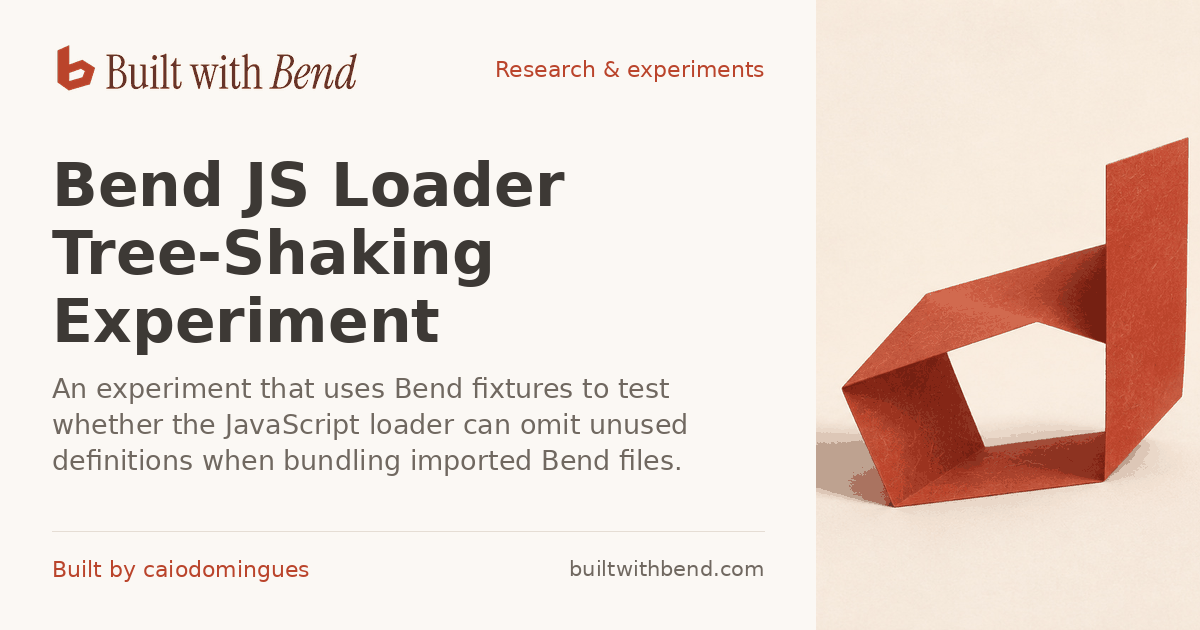 Built with Bend
Research & experiments
Bend JS Loader
Tree-Shaking
Experiment
An experiment that uses Bend fixtures to test
whether the JavaScript loader can omit unused
definitions when bundling imported Bend files.
Built by caiodomingues
builtwithbend.com